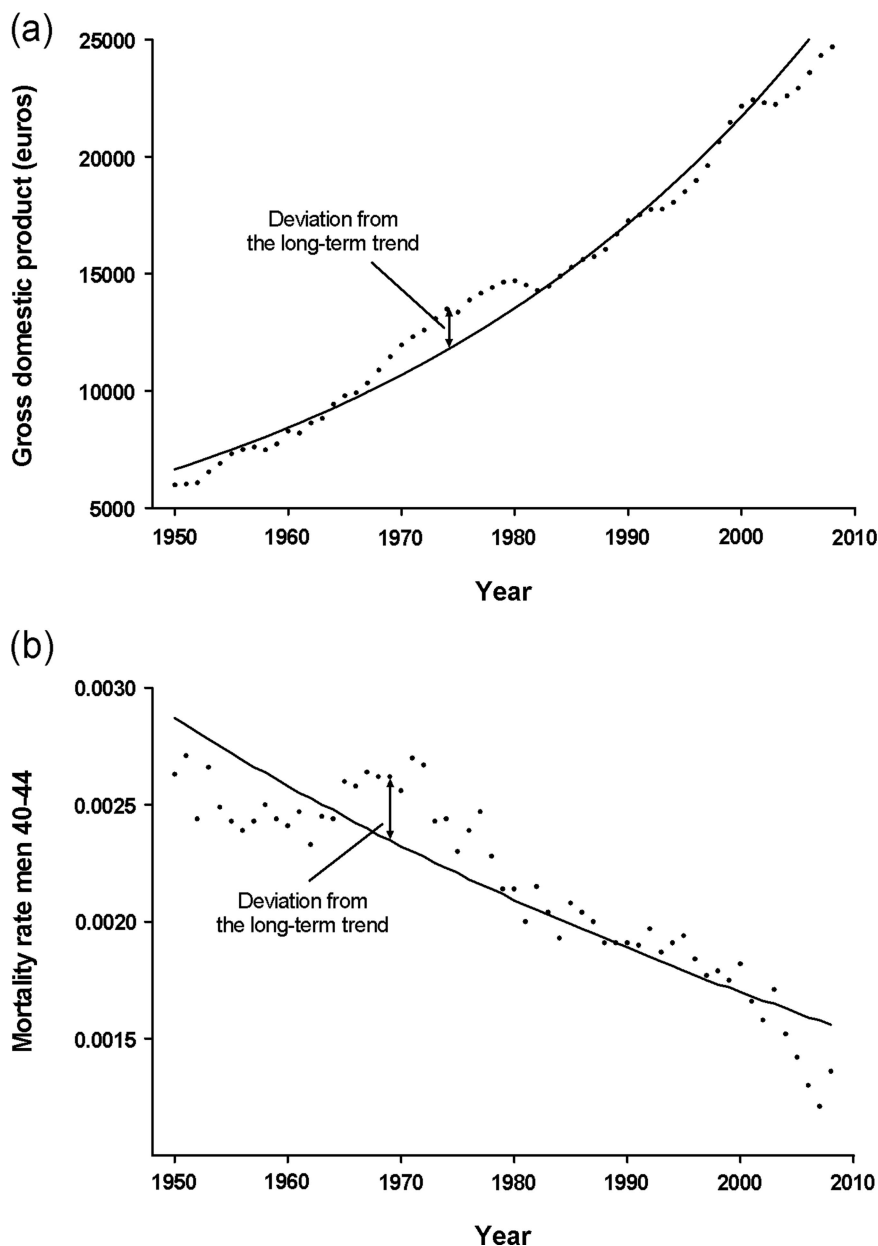 (a)
Gross domestic product (euros)
25000
20000
15000
10000
5000
Deviation from
the long-term trend
1950 1960 1970 1980 1990 2000 2010
Year
(b)
Mortality rate men 40-44
0.0030
0.0025
0.0020
0.0015
Deviation from
the long-term trend
1950 1960 1970 1980 1990 2000 2010
Year